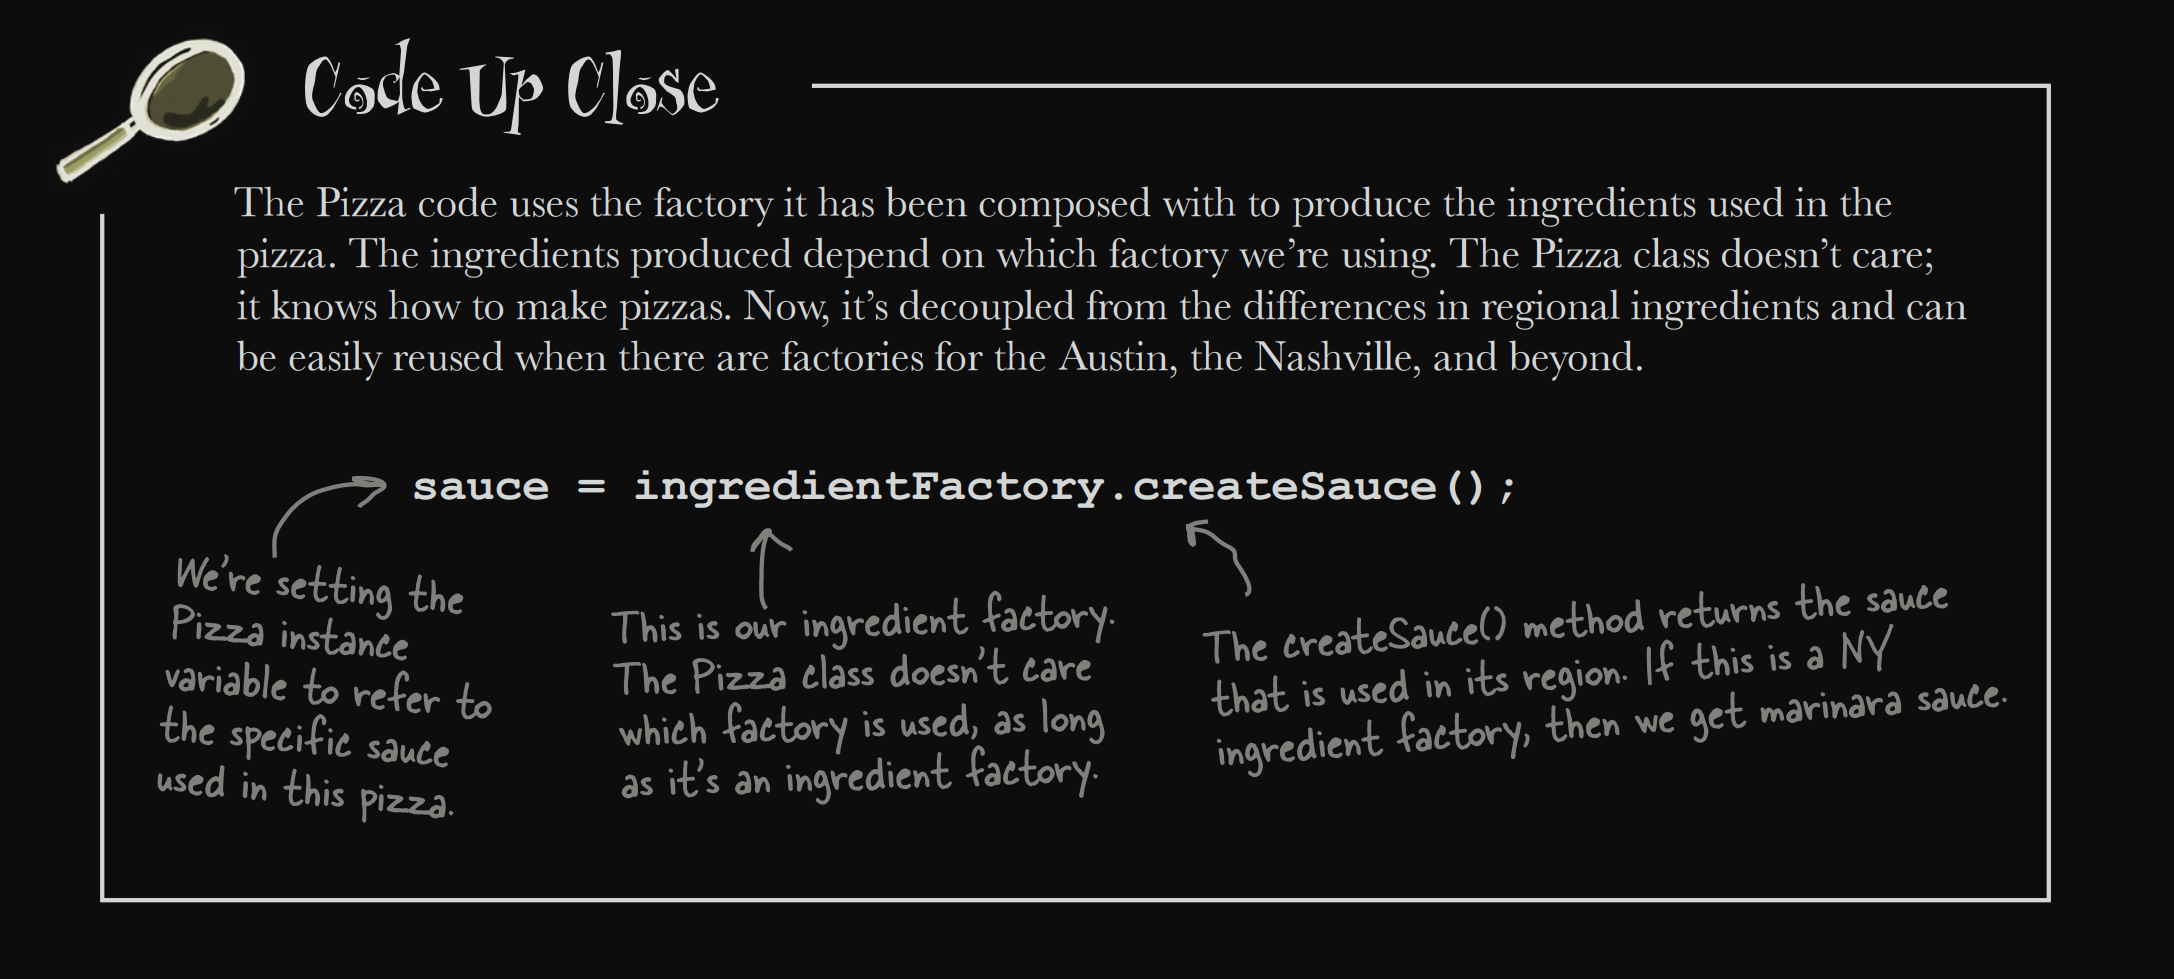 Code Up Close
The Pizza code uses the factory it has been composed with to produce the ingredients used in the
pizza. The ingredients produced depend on which factory we’re using. The Pizza class doesn’t care;
it knows how to make pizzas. Now, it’s decoupled from the differences in regional ingredients and can
be easily reused when there are factories for the Austin, the Nashville, and beyond.
sauce = ingredientFactory.createSauce();
We’re setting the
Pizza instance
variable to refer to
the specific sauce
used in this pizza.
This is our ingredient factory.
The Pizza class doesn’t care
which factory is used, as long
as it’s an ingredient factory.
The createSauce() method returns the sauce
that is used in its region. If this is a NY
ingredient factory, then we get marinara sauce.